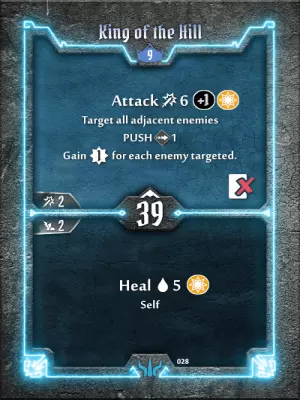 King of the Hill
9
Attack 6 +1
Target all adjacent enemies
PUSH 1
Gain 1 for each enemy targeted.
2
39
2
Heal 5
Self
028